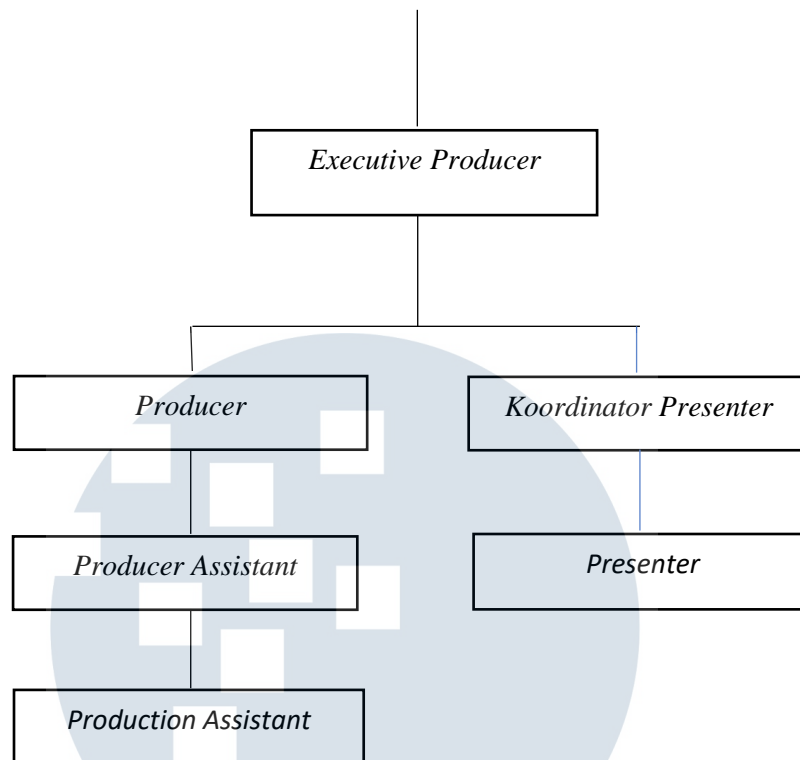 Executive Producer
Producer
Koordinator Presenter
Producer Assistant
Presenter
Production Assistant